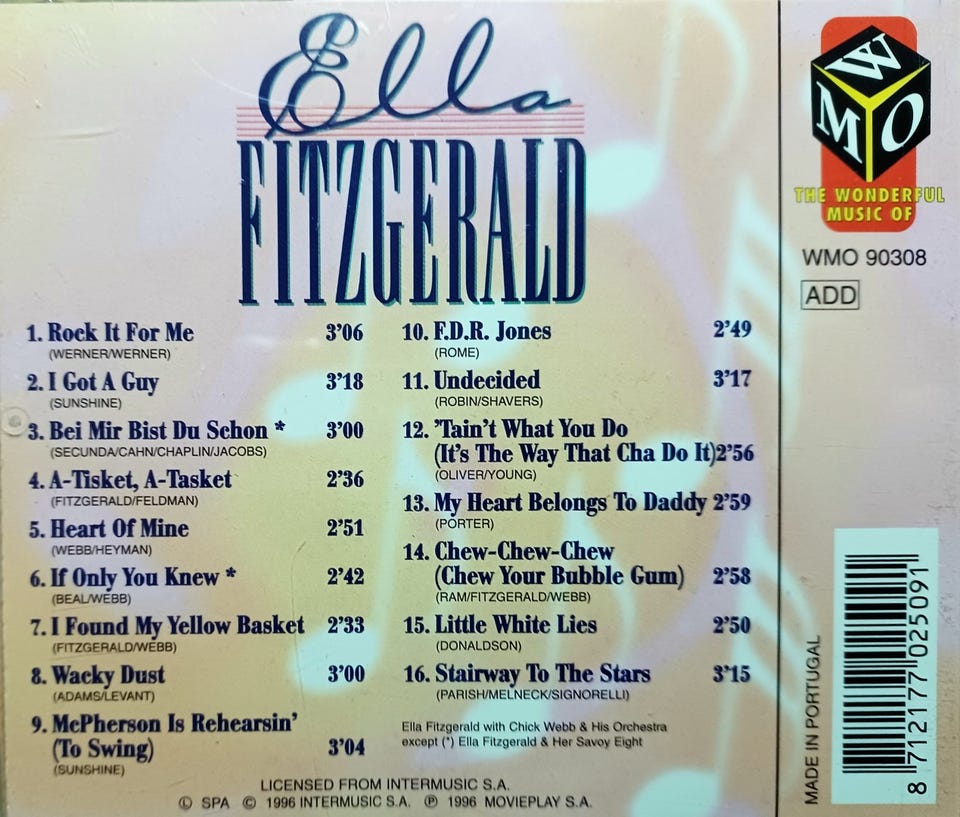 Ella
FITZGERALD
1. Rock It For Me 3'06
(WERNER/WERNER)
2. I Got A Guy 3'18
(SUNSHINE)
3. Bei Mir Bist Du Schon * 3'00
(SECUNDA/CAHN/CHAPLIN/JACOBS)
4. A-Tisket, A-Tasket 2'36
(FITZGERALD/FELDMAN)
5. Heart Of Mine 2'51
(WEBB/HEYMAN)
6. If Only You Knew * 2'42
(BEAL/WEBB)
7. I Found My Yellow Basket 2'33
(FITZGERALD/WEBB)
8. Wacky Dust 3'00
(ADAMS/LEVANT)
9. McPherson Is Rehearsin'
(To Swing) 3'04
(SUNSHINE)
10. F.D.R. Jones 2'49
(ROME)
11. Undecided 3'17
(ROBIN/SHAVERS)
12. 'Tain't What You Do
(It's The Way That Cha Do It) 2'56
(OLIVER/YOUNG)
13. My Heart Belongs To Daddy 2'59
(PORTER)
14. Chew-Chew-Chew
(Chew Your Bubble Gum) 2'58
(RAM/FITZGERALD/WEBB)
15. Little White Lies 2'50
(DONALDSON)
16. Stairway To The Stars 3'15
(PARISH/MELNECK/SIGNORELLI)
Ella Fitzgerald with Chick Webb & His Orchestra
except (*) Ella Fitzgerald & Her Savoy Eight
LICENSED FROM INTERMUSIC S.A.
Ⓛ SPA © 1996 INTERMUSIC S.A. ℗ 1996 MOVIEPLAY S.A.
WMO
THE WONDERFUL
MUSIC OF
WMO 90308
ADD
MADE IN PORTUGAL
8 712177 025091